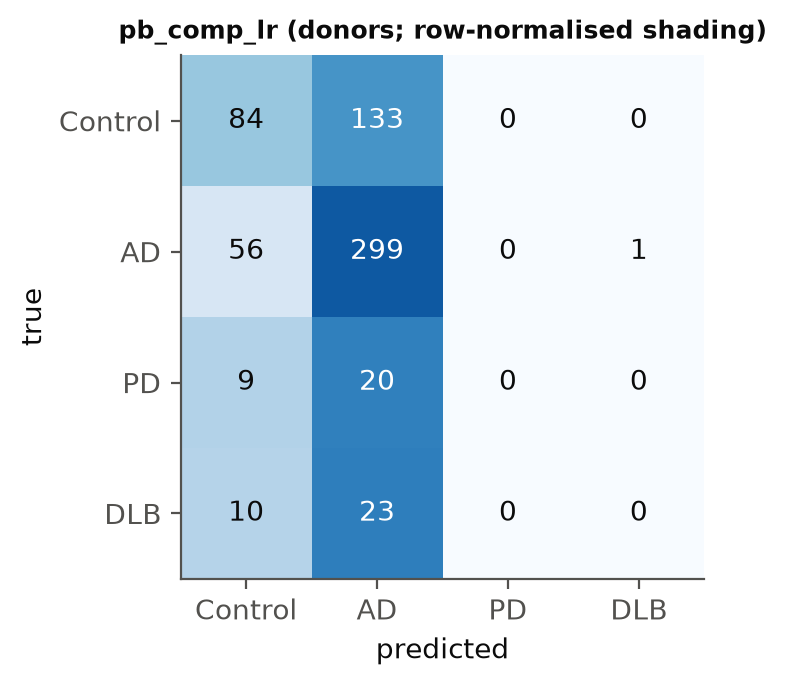 pb_comp_lr (donors; row-normalised shading)
Control 84 133 0 0
AD 56 299 0 1
true
PD 9 20 0 0
DLB 10 23 0 0
Control AD PD DLB
predicted